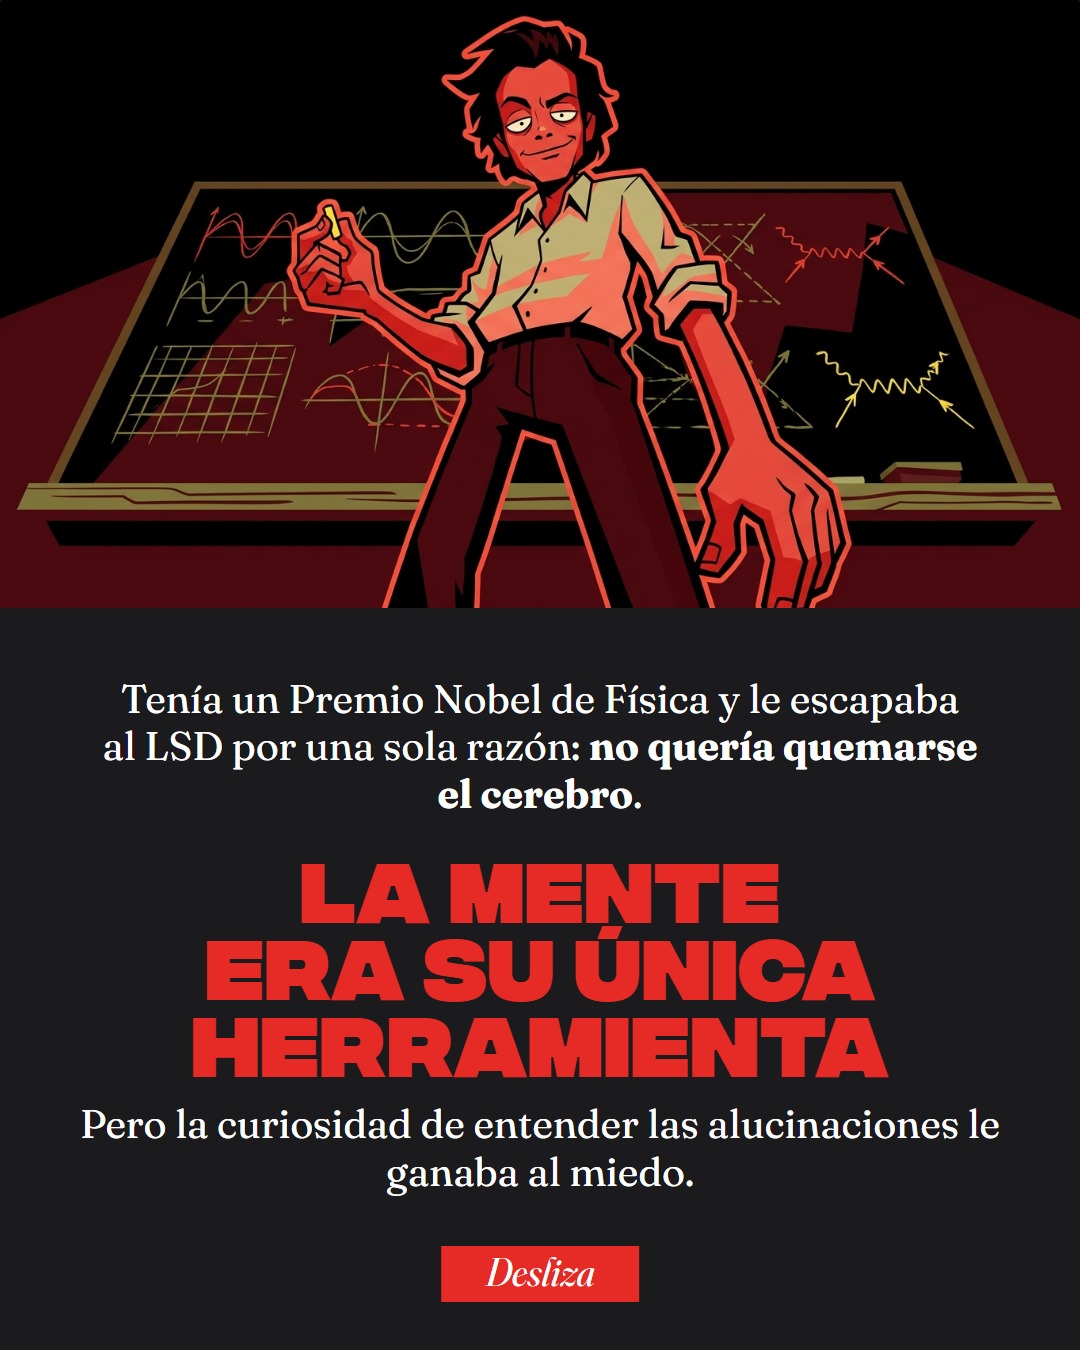 Tenía un Premio Nobel de Física y le escapaba
al LSD por una sola razón: no quería quemarse
el cerebro.
LA MENTE
ERA SU ÚNICA
HERRAMIENTA
Pero la curiosidad de entender las alucinaciones le
ganaba al miedo.
Desliza